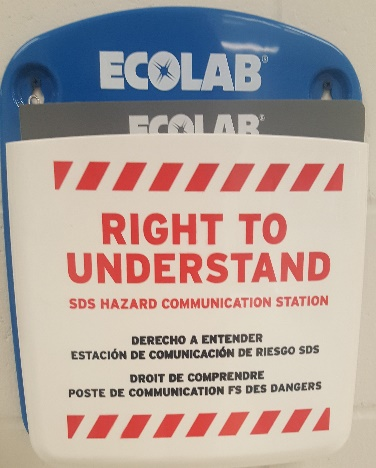 ECOLAB®
ECOLAB
RIGHT TO
UNDERSTAND
SDS HAZARD COMMUNICATION STATION
DERECHO A ENTENDER
ESTACIÓN DE COMUNICACIÓN DE RIESGO SDS
DROIT DE COMPRENDRE
POSTE DE COMMUNICATION FS DES DANGERS